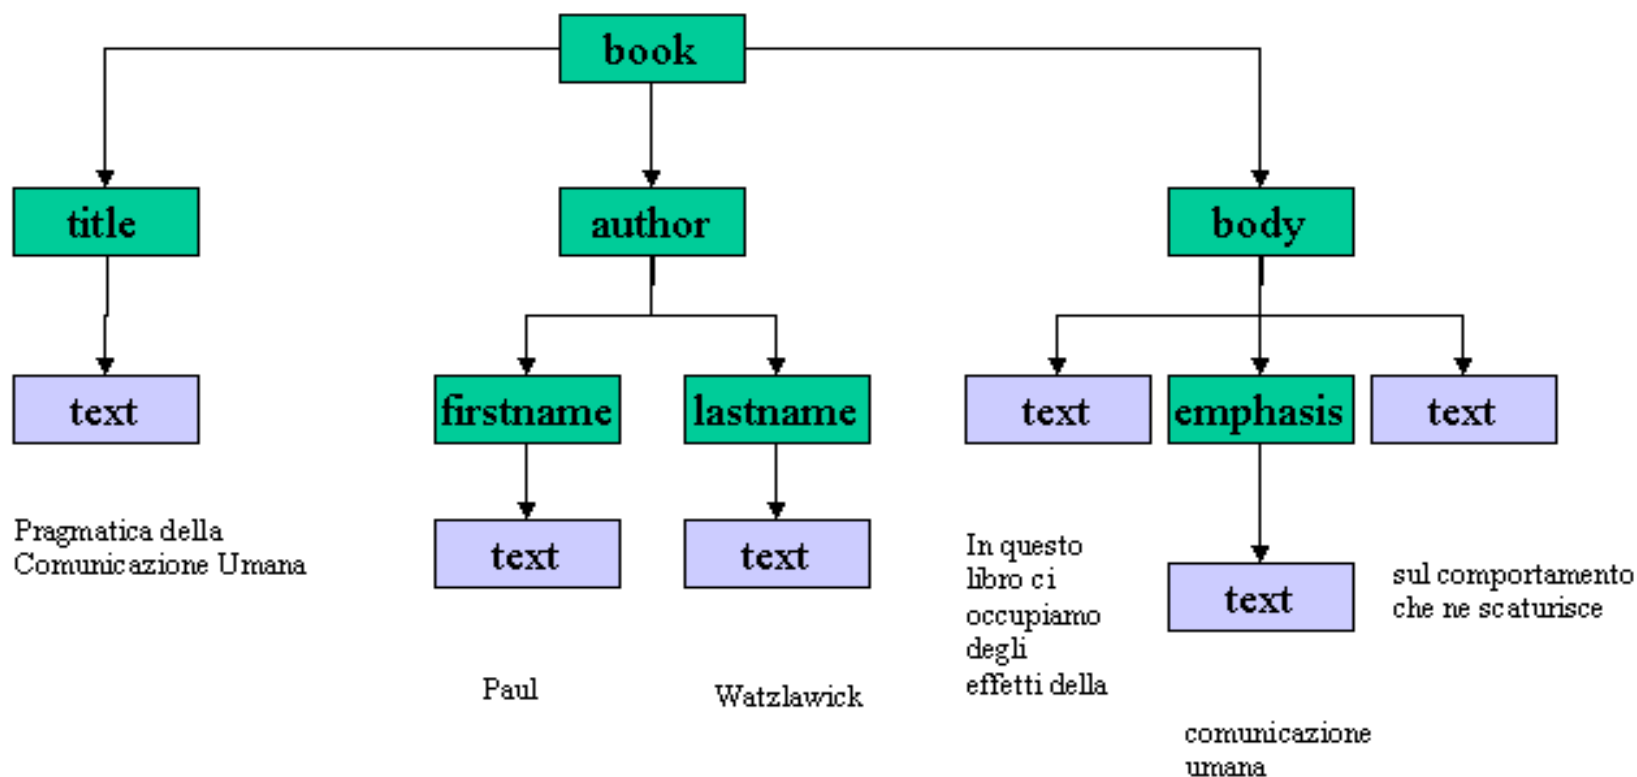 book
title
author
body
text
firstname
lastname
text
emphasis
text
Pragmatica della
Comunicazione Umana
text
text
In questo
libro ci
occupiamo
degli
effetti della
text
sul comportamento
che ne scaturisce
Paul
Watzlawick
comunicazione
umana